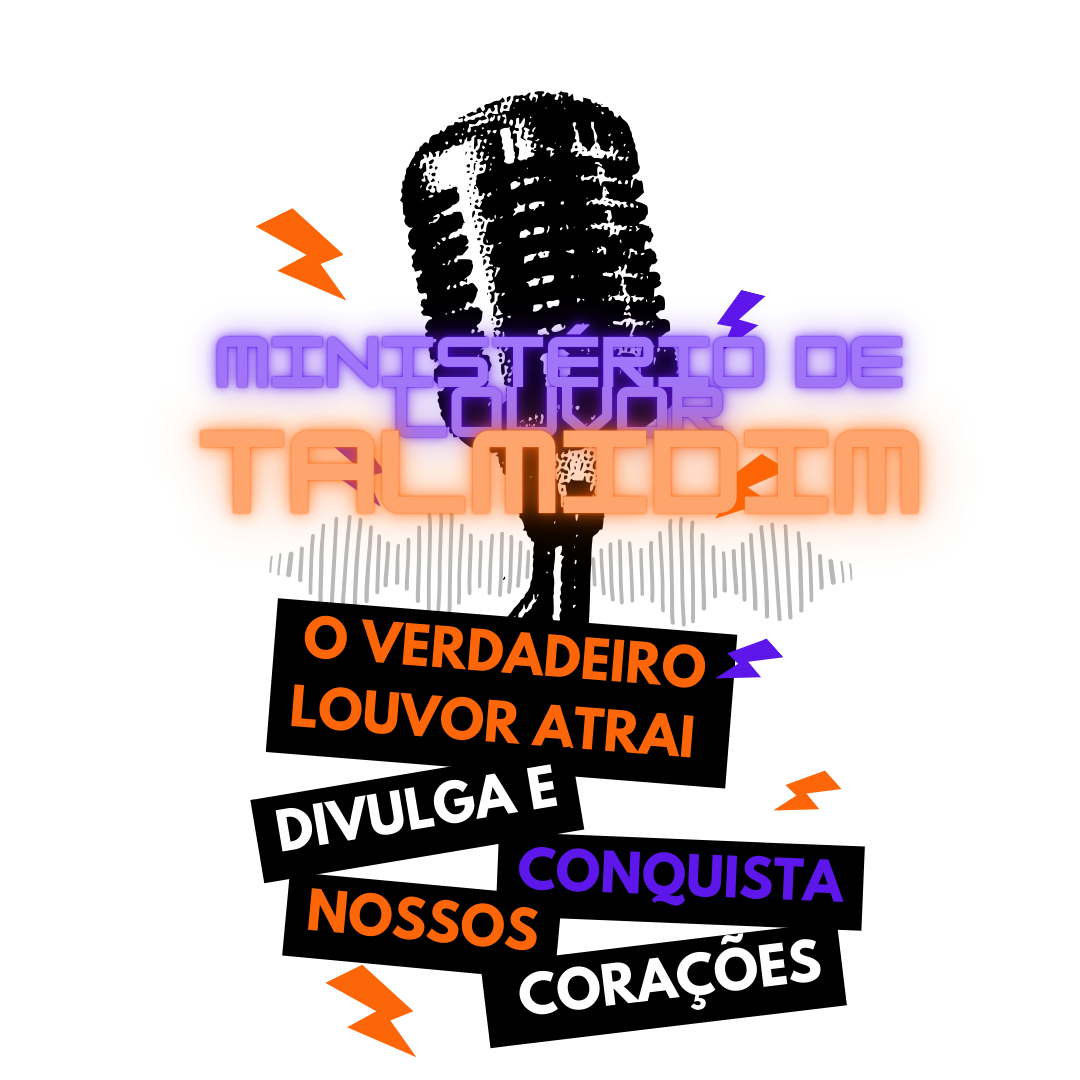 MINISTÉRIO DE
LOUVOR
TALMIDIM
O VERDADEIRO
LOUVOR ATRAI
DIVULGA E
CONQUISTA
NOSSOS
CORAÇÕES